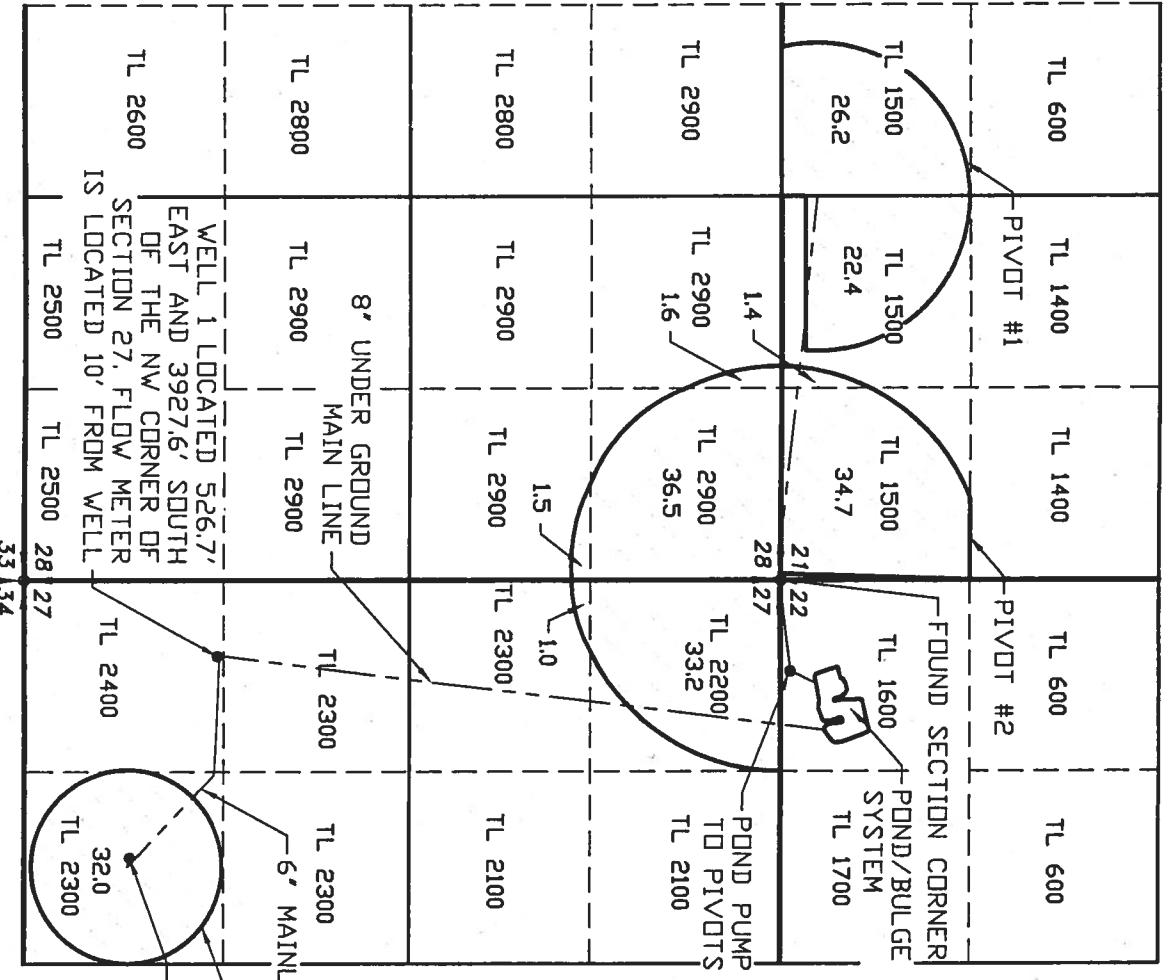 TL 600
TL 1400
TL 1400
TL 600
TL 600
PIVOT #1
PIVOT #2
FOUND SECTION CORNER
POND/BULGE
SYSTEM
TL 1500
26.2
TL 1500
22.4
TL 1500
34.7
TL 1600
TL 1700
21
22
28
27
1.4
POND PUMP
TO PIVOTS
TL 2900
TL 2900
1.6
TL 2900
36.5
TL 2200
33.2
TL 2100
1.5
1.0
TL 2800
TL 2900
TL 2900
TL 2300
TL 2100
8" UNDER GROUND
MAIN LINE
TL 2800
TL 2900
TL 2900
TL 2300
TL 2300
6" MAINL
WELL 1 LOCATED 526.7'
EAST AND 3927.6' SOUTH
OF THE NW CORNER OF
SECTION 27. FLOW METER
IS LOCATED 10' FROM WELL
TL 2600
TL 2500
TL 2500
TL 2400
32.0
TL 2300
28
27
33
34